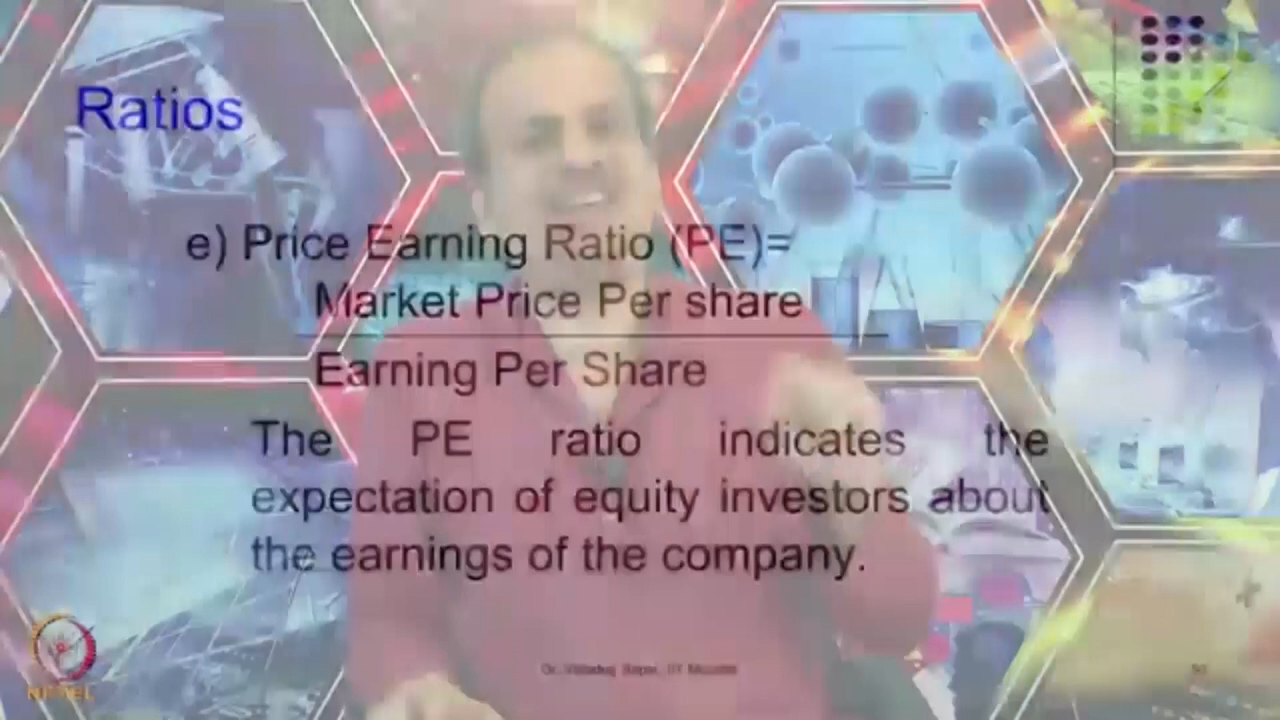 Ratios
e) Price Earning Ratio (PE)=
Market Price Per share
Earning Per Share
The PE ratio indicates the
expectation of equity investors about
the earnings of the company.
NPTEL